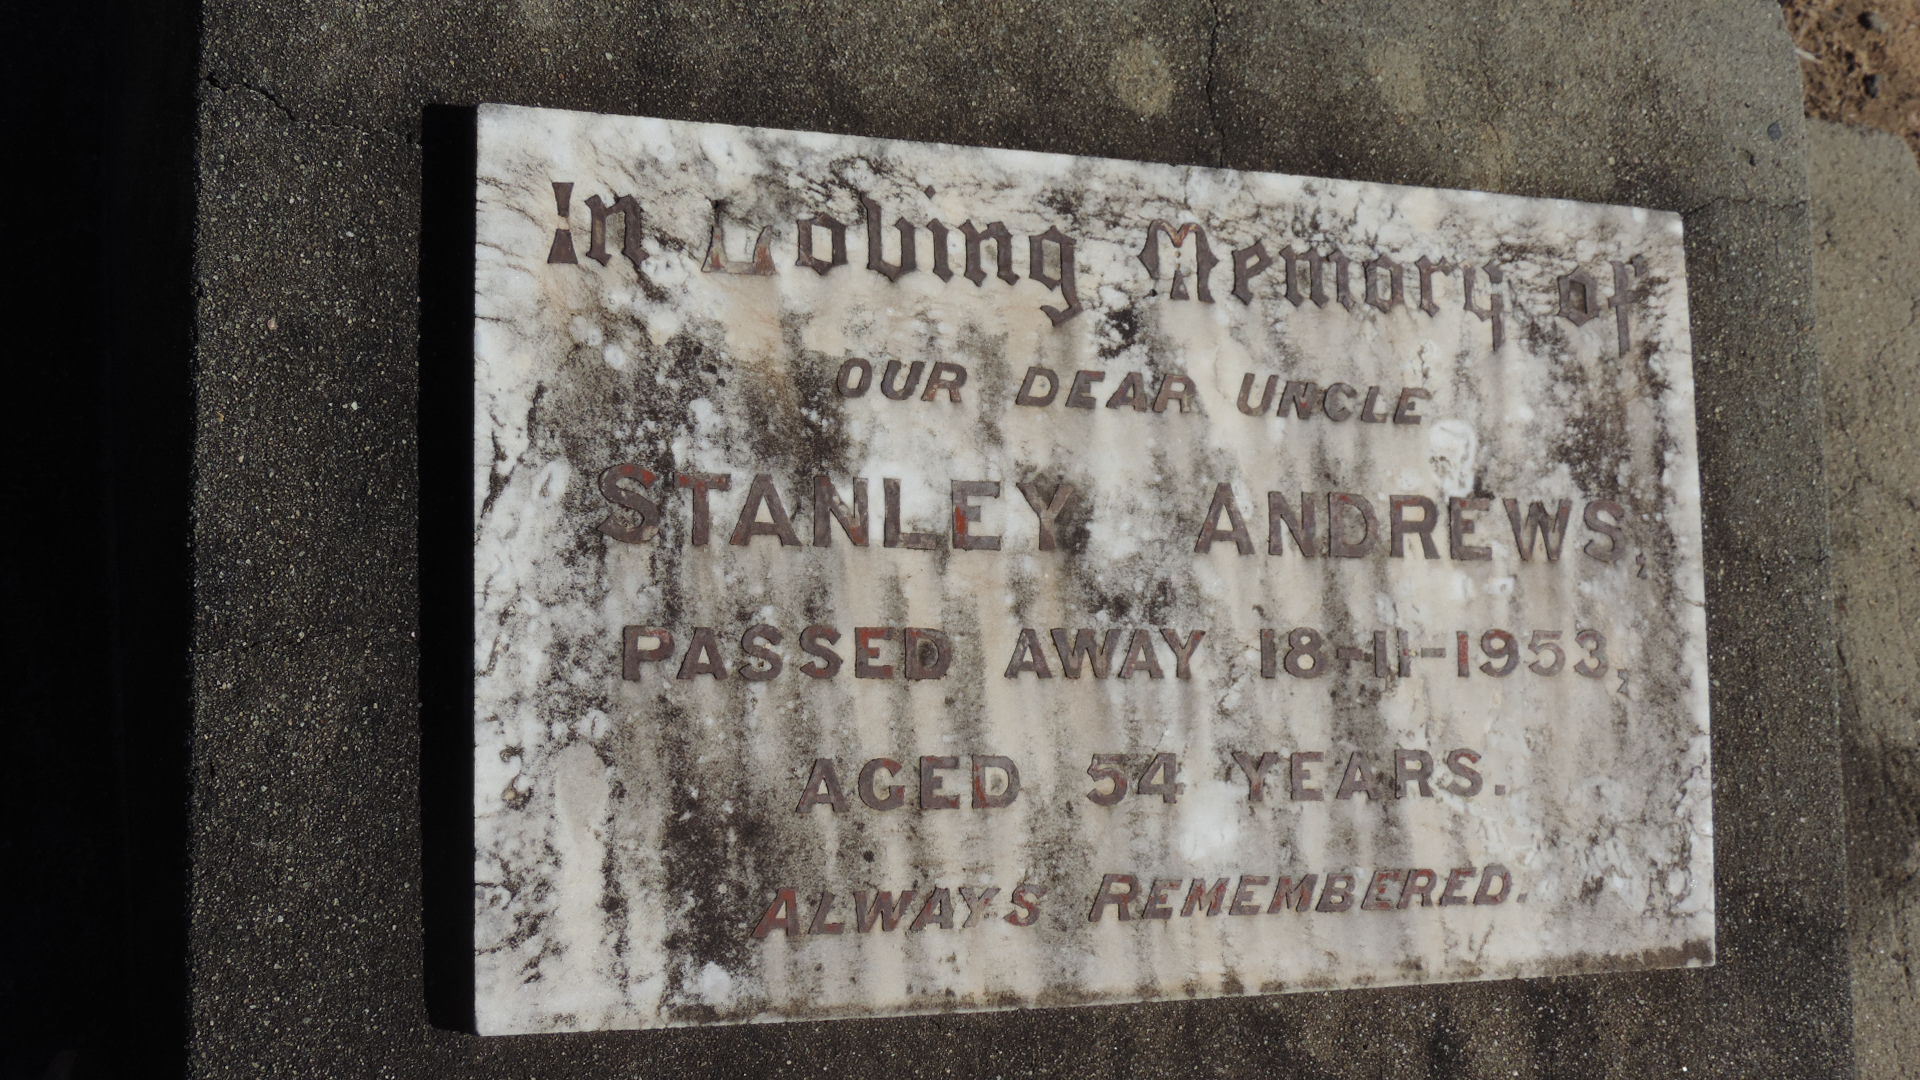 In Loving Memory of
OUR DEAR UNCLE
STANLEY ANDREWS,
PASSED AWAY 18-11-1953,
AGED 54 YEARS.
ALWAYS REMEMBERED.